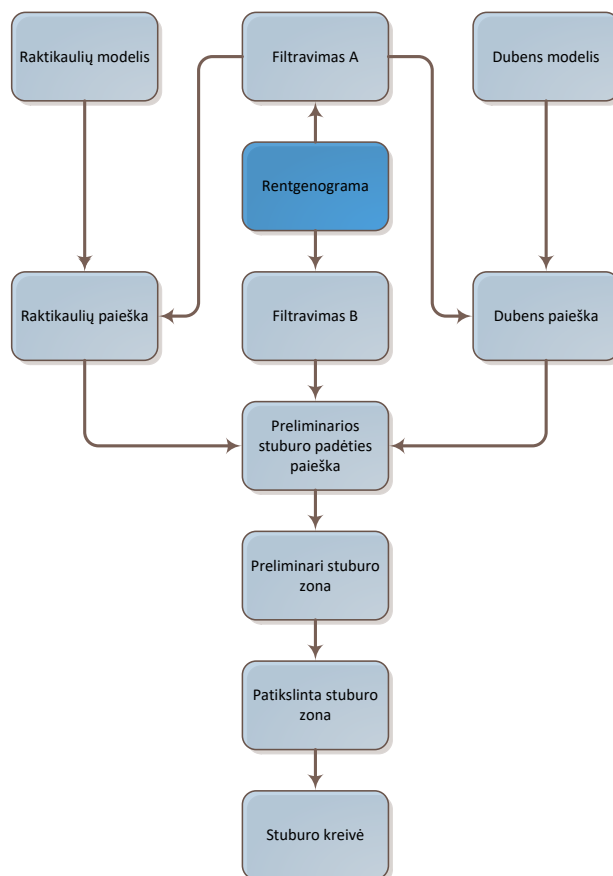 Raktikaulių modelis
Filtravimas A
Dubens modelis
Rentgenograma
Raktikaulių paieška
Filtravimas B
Dubens paieška
Preliminarios
stuburo padėties
paieška
Preliminari stuburo
zona
Patikslinta stuburo
zona
Stuburo kreivė